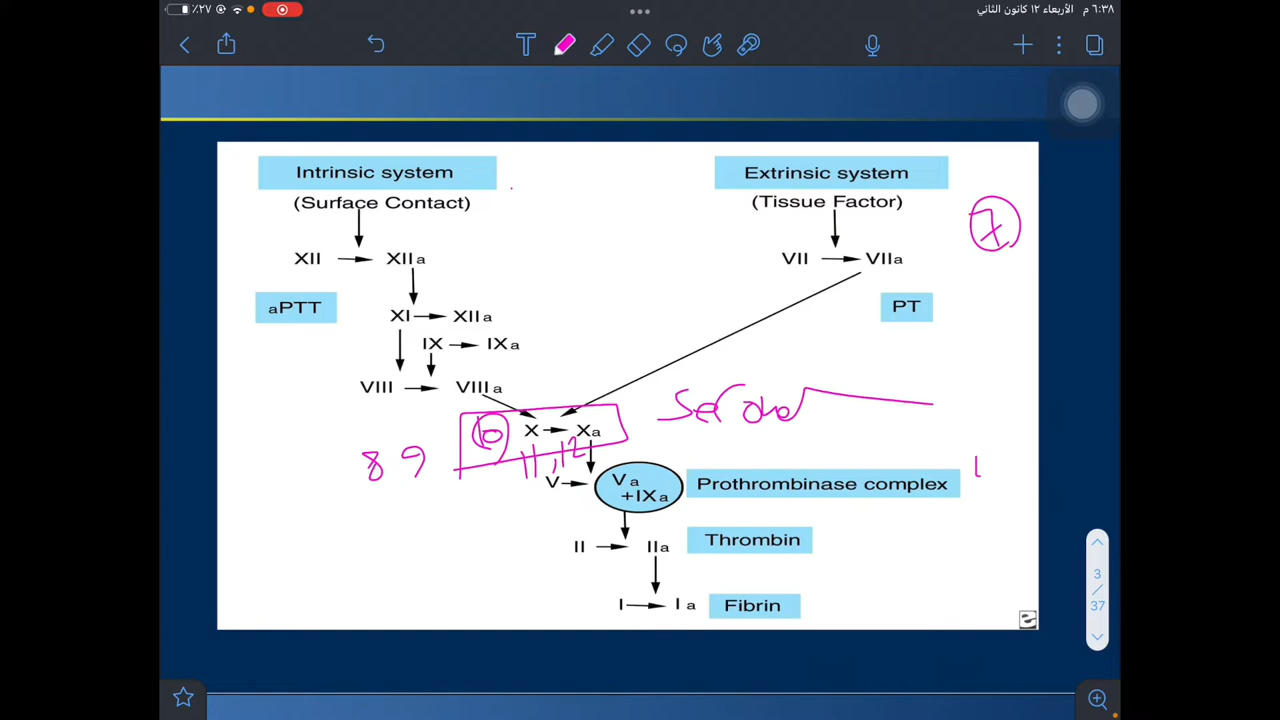 ٪٢٧
٦:٣٨ م الأربعاء ١٢ كانون الثاني
T
Intrinsic system
Extrinsic system
(Surface Contact)
(Tissue Factor)
7
XII → XIIa
VII → VIIa
aPTT
PT
XI → XIIa
IX → IXa
VIII → VIIIa
10 X → Xa
8 9
11,12
V → Va
+IXa
Prothrombinase complex
II → IIa
Thrombin
I → Ia
Fibrin
3
/
37